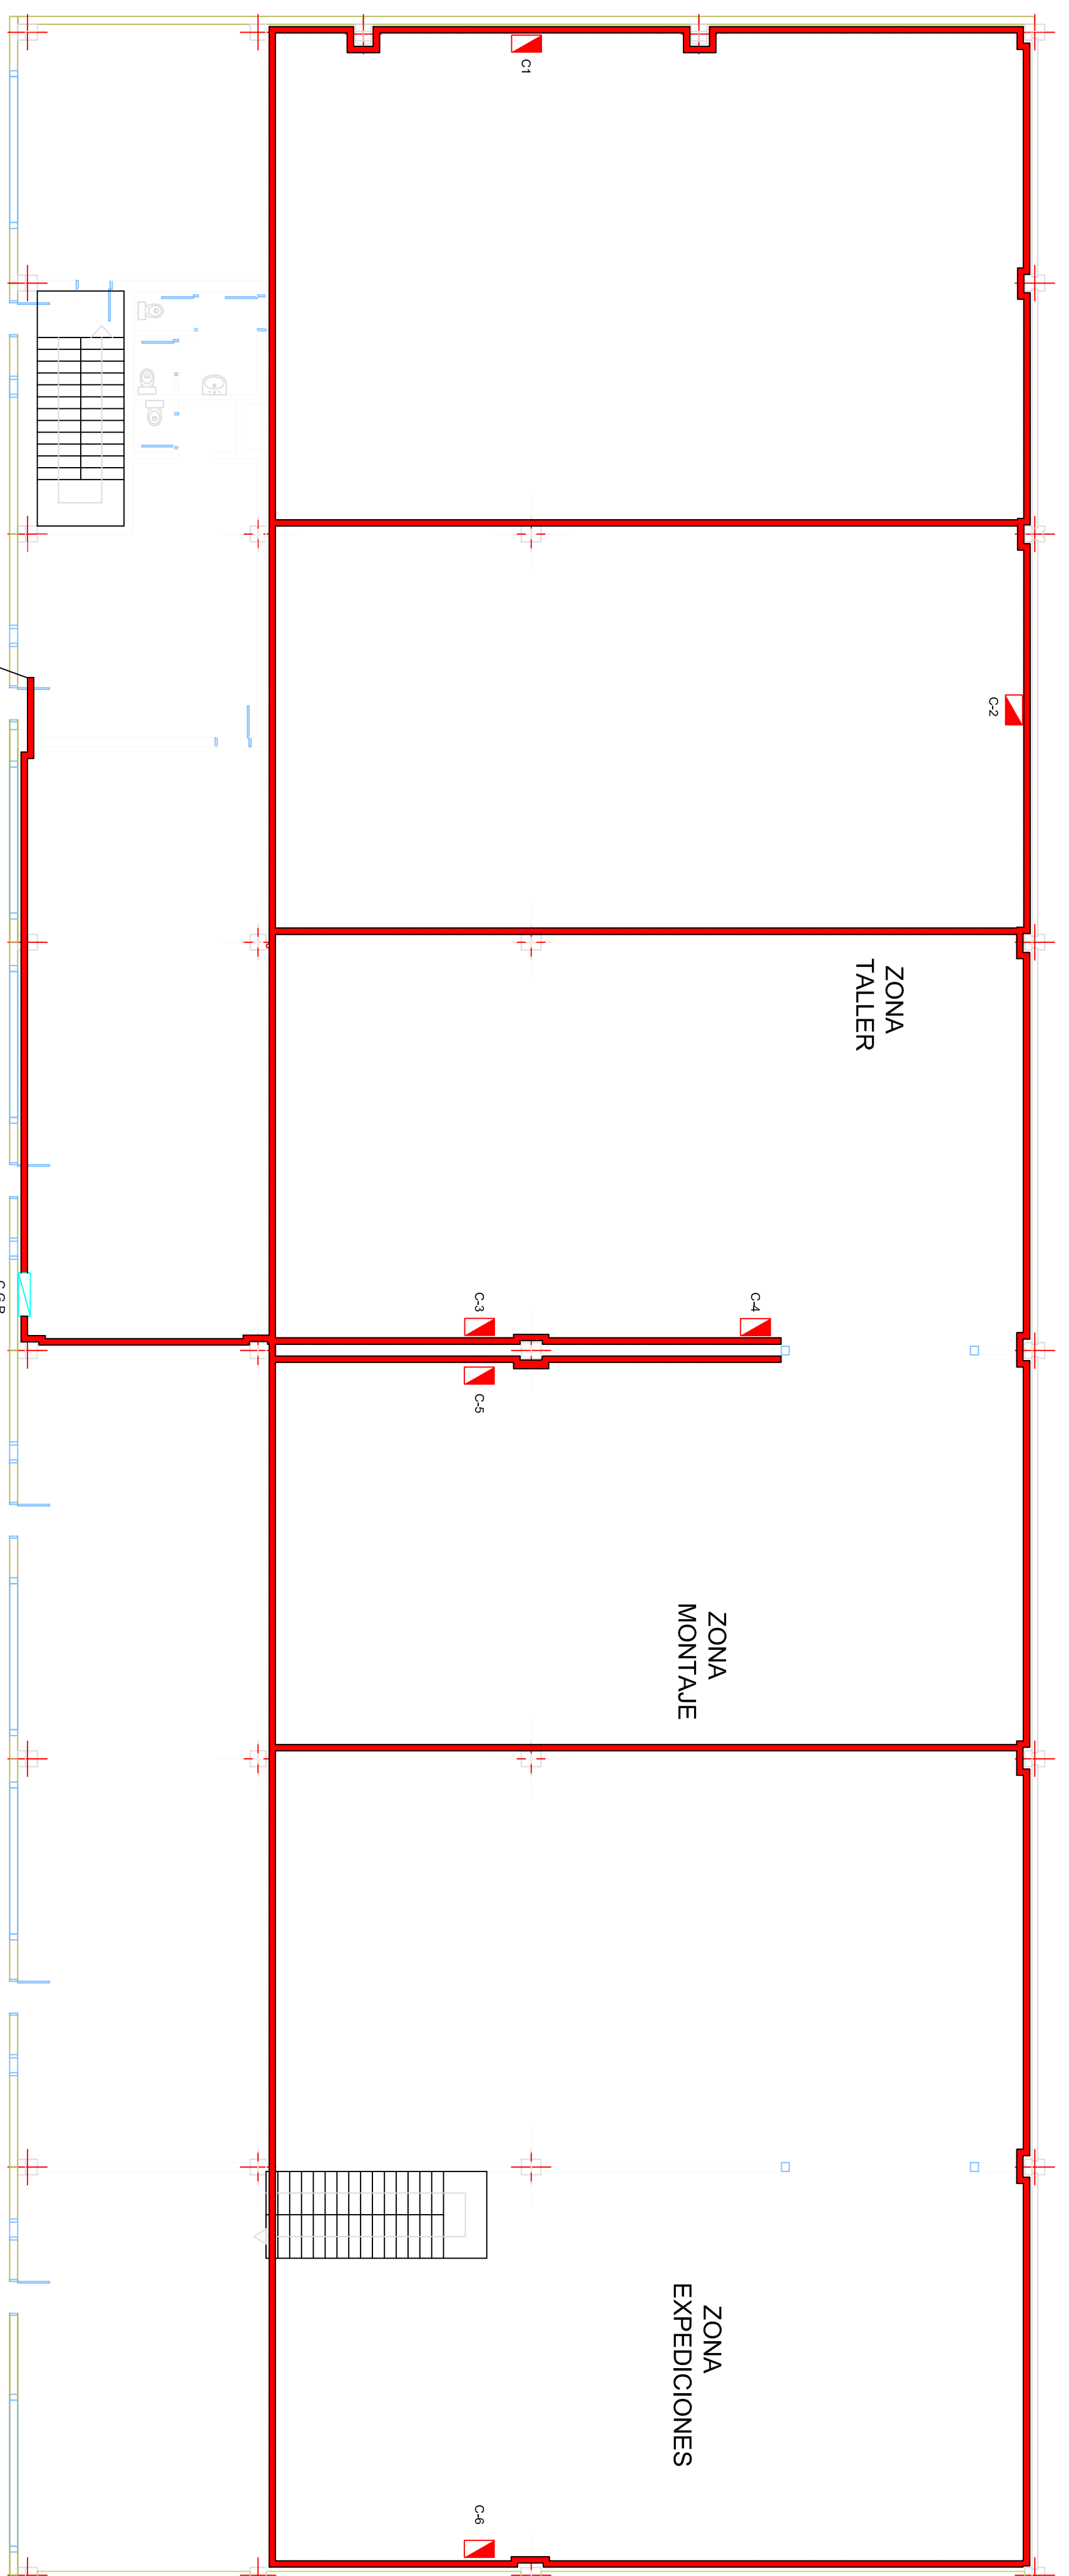 C1
C-2
ZONA
TALLER
C-3
C-4
C-5
ZONA
MONTAJE
ZONA
EXPEDICIONES
C-6